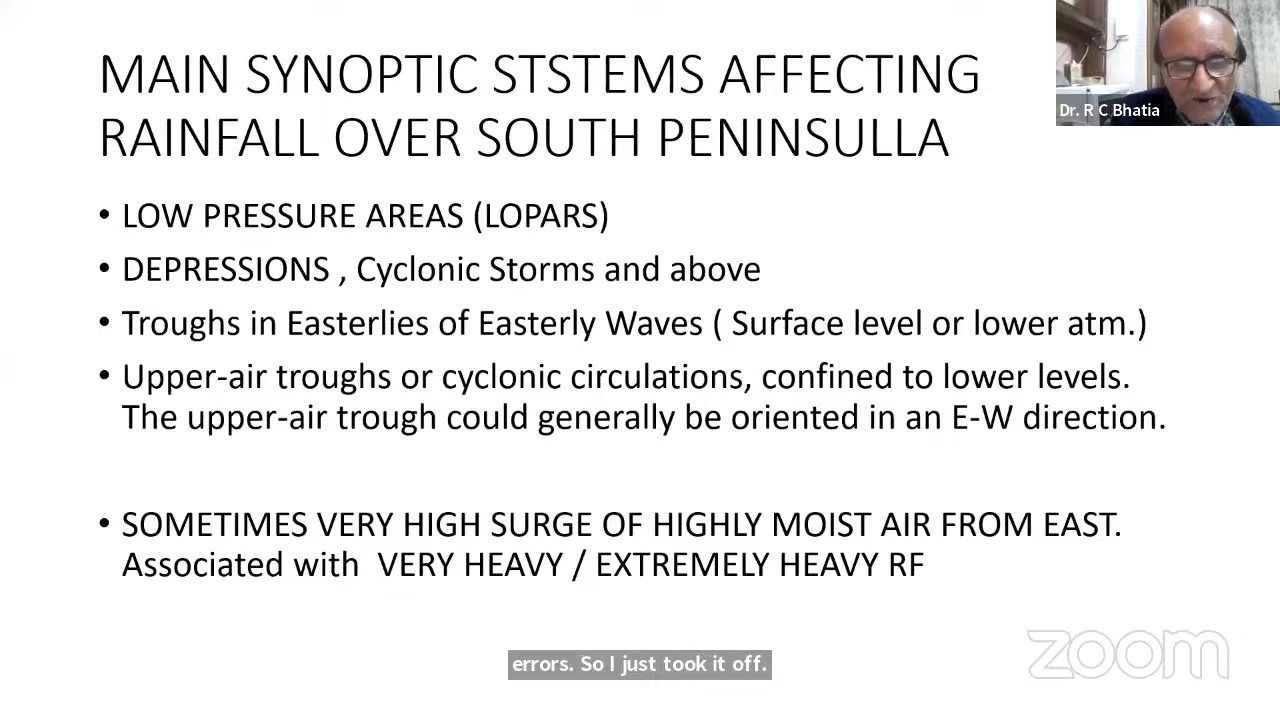 MAIN SYNOPTIC STSTEMS AFFECTING
RAINFALL OVER SOUTH PENINSULLA
Dr. R C Bhatia
• LOW PRESSURE AREAS (LOPARS)
• DEPRESSIONS , Cyclonic Storms and above
• Troughs in Easterlies of Easterly Waves ( Surface level or lower atm.)
• Upper-air troughs or cyclonic circulations, confined to lower levels.
The upper-air trough could generally be oriented in an E-W direction.
• SOMETIMES VERY HIGH SURGE OF HIGHLY MOIST AIR FROM EAST.
Associated with VERY HEAVY / EXTREMELY HEAVY RF
zoom
errors. So I just took it off.